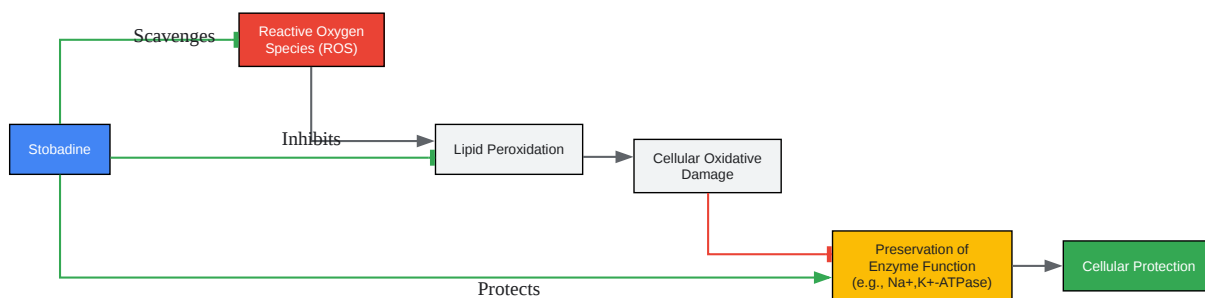 Scavenges
Reactive Oxygen
Species (ROS)
Stobadine
Inhibits
Lipid Peroxidation
Cellular Oxidative
Damage
Preservation of
Enzyme Function
(e.g., Na+,K+-ATPase)
Cellular Protection
Protects